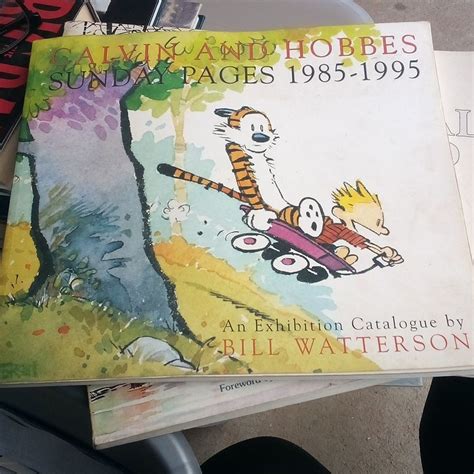 CALVIN AND HOBBES
SUNDAY PAGES 1985-1995
An Exhibition Catalogue by
BILL WATTERSON
Foreword